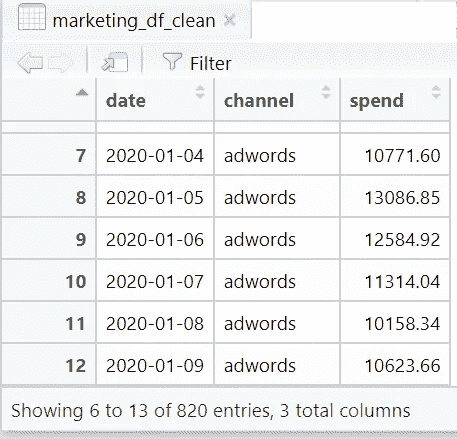 marketing_df_clean
Filter
date channel spend
7 2020-01-04 adwords 10771.60
8 2020-01-05 adwords 13086.85
9 2020-01-06 adwords 12584.92
10 2020-01-07 adwords 11314.04
11 2020-01-08 adwords 10158.34
12 2020-01-09 adwords 10623.66
Showing 6 to 13 of 820 entries, 3 total columns